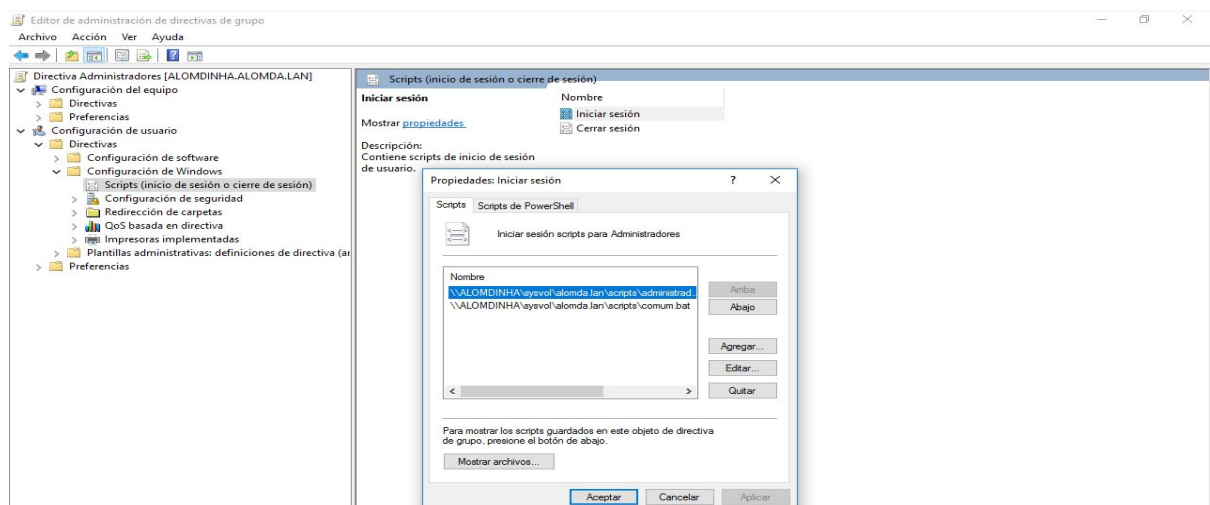 Editor de administración de directivas de grupo
Archivo Acción Ver Ayuda
Directiva Administradores [ALOMDINHA.ALOMDA.LAN]
Configuración del equipo
Directivas
Preferencias
Configuración de usuario
Directivas
Configuración de software
Configuración de Windows
Scripts (inicio de sesión o cierre de sesión)
Configuración de seguridad
Redirección de carpetas
QoS basada en directiva
Impresoras implementadas
Plantillas administrativas: definiciones de directiva (ar
Preferencias
Scripts (inicio de sesión o cierre de sesión)
Iniciar sesión
Mostrar propiedades
Descripción:
Contiene scripts de inicio de sesión
de usuario.
Nombre
Iniciar sesión
Cerrar sesión
Propiedades: Iniciar sesión
Scripts Scripts de PowerShell
Iniciar sesión scripts para Administradores
Nombre
\\ALOMDINHA\sysvol\alomda.lan\scripts\administrad...
\\ALOMDINHA\sysvol\alomda.lan\scripts\comum.bat
Arriba
Abajo
Agregar...
Editar...
Quitar
Para mostrar los scripts guardados en este objeto de directiva
de grupo, presione el botón de abajo.
Mostrar archivos...
Aceptar Cancelar Aplicar